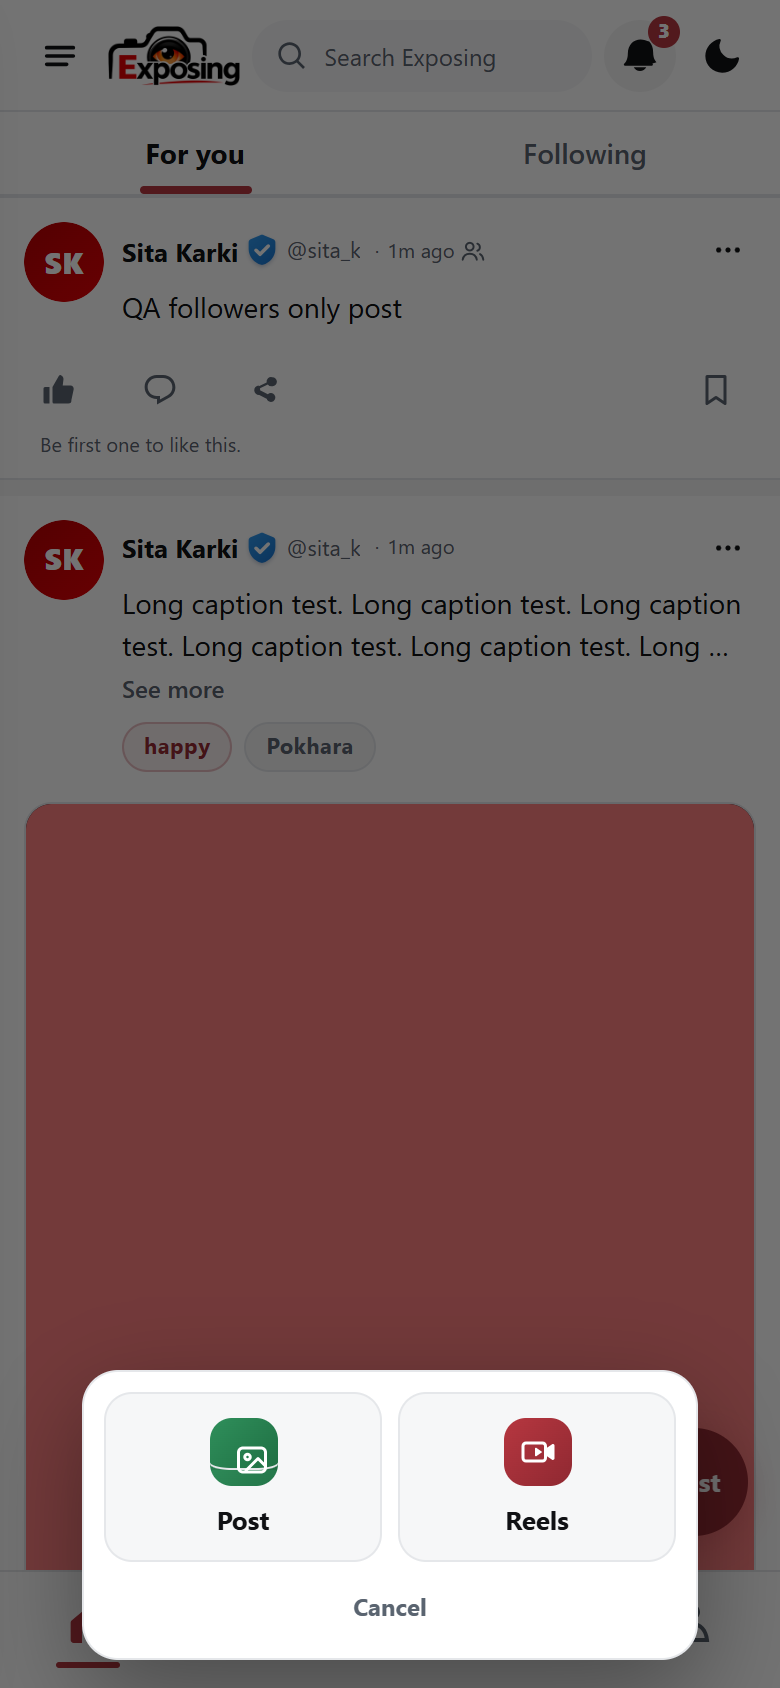 Exposing
Search Exposing
3
For you
Following
SK
Sita Karki @sita_k · 1m ago
QA followers only post
Be first one to like this.
SK
Sita Karki @sita_k · 1m ago
Long caption test. Long caption test. Long caption
test. Long caption test. Long caption test. Long ...
See more
happy
Pokhara
st
Post
Reels
Cancel